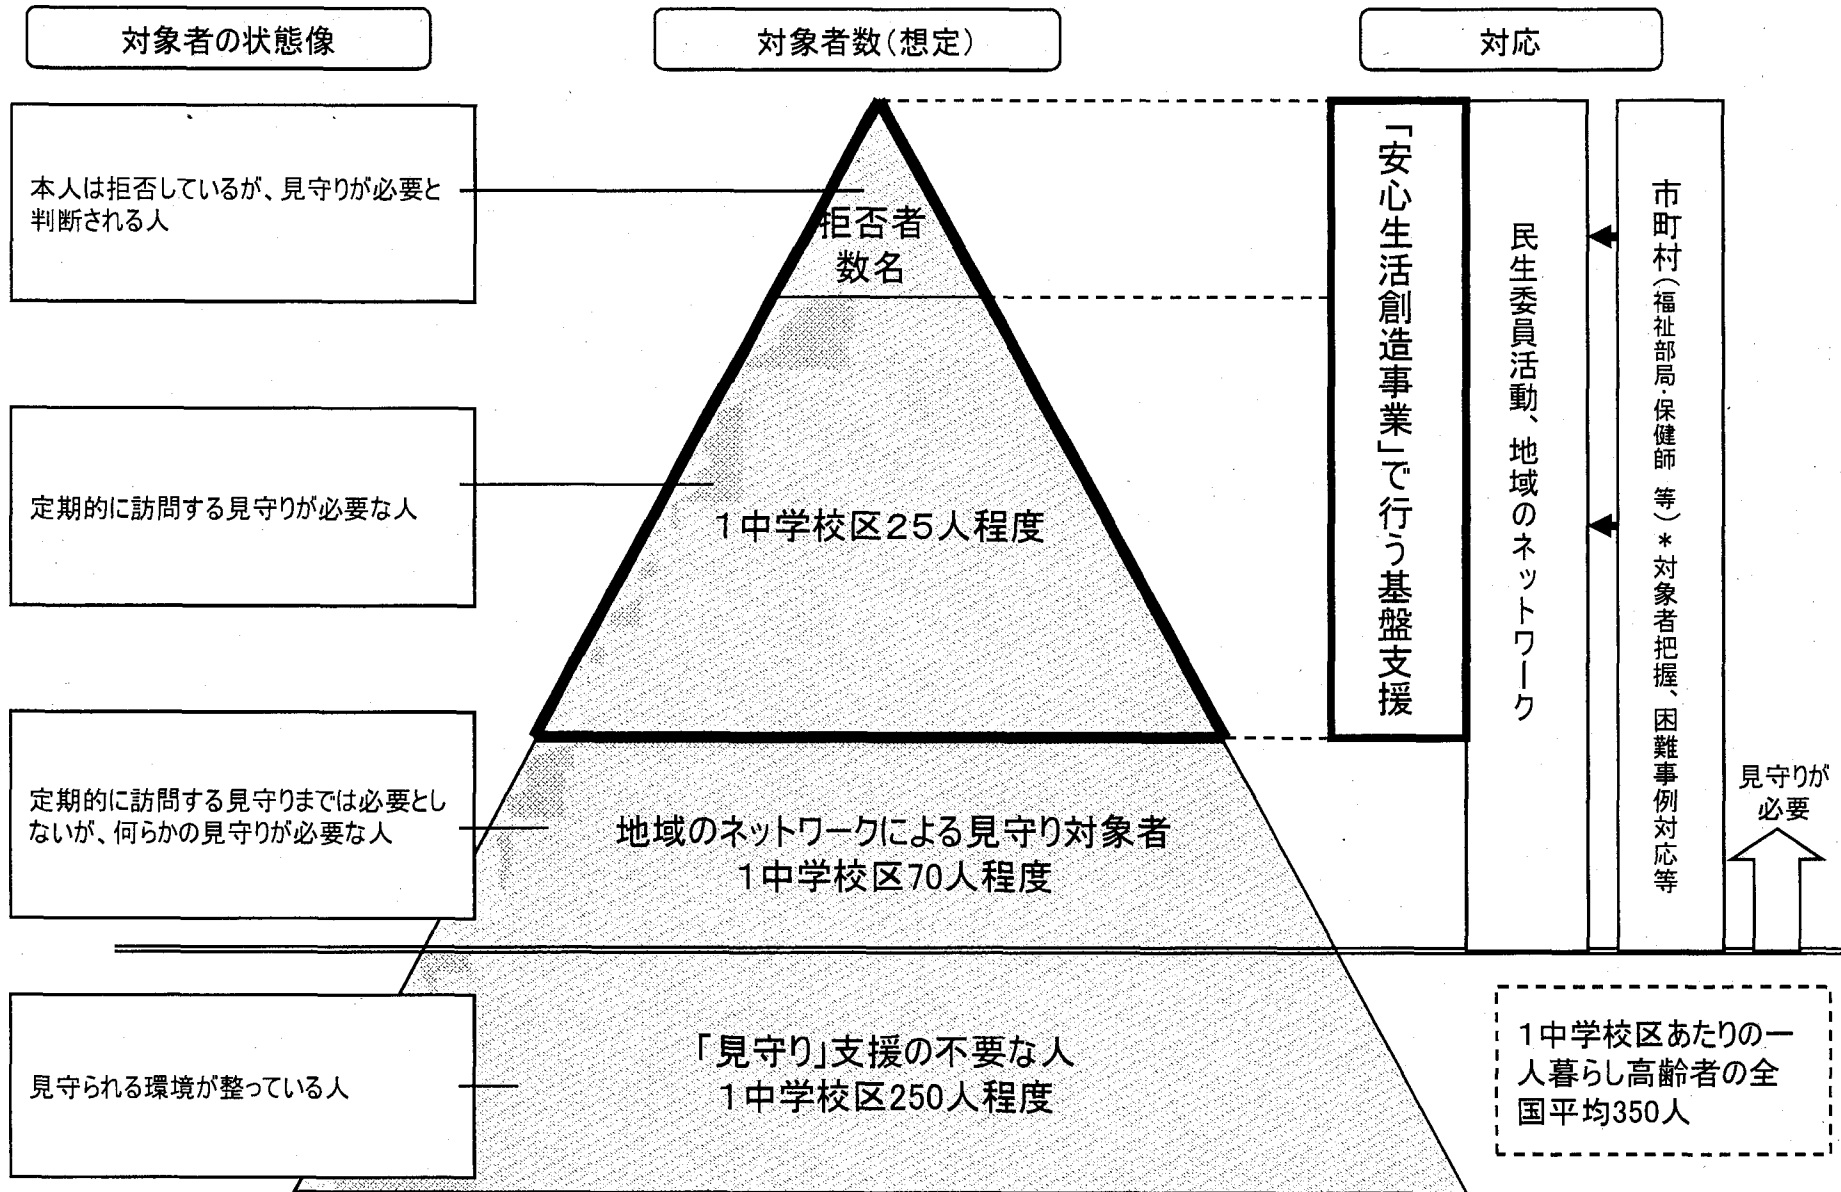 対象者の状態像
対象者数(想定)
対応
本人は拒否しているが、見守りが必要と
判断される人
拒否者
数名
定期的に訪問する見守りが必要な人
1中学校区25人程度
定期的に訪問する見守りまでは必要とし
ないが、何らかの見守りが必要な人
地域のネットワークによる見守り対象者
1中学校区70人程度
見守られる環境が整っている人
「見守り」支援の不要な人
1中学校区250人程度
「安心生活創造事業」で行う基盤支援
民生委員活動、地域のネットワーク
市町村(福祉部局・保健師 等)*対象者把握、困難事例対応等
見守りが
必要
1中学校区あたりの一
人暮らし高齢者の全
国平均350人